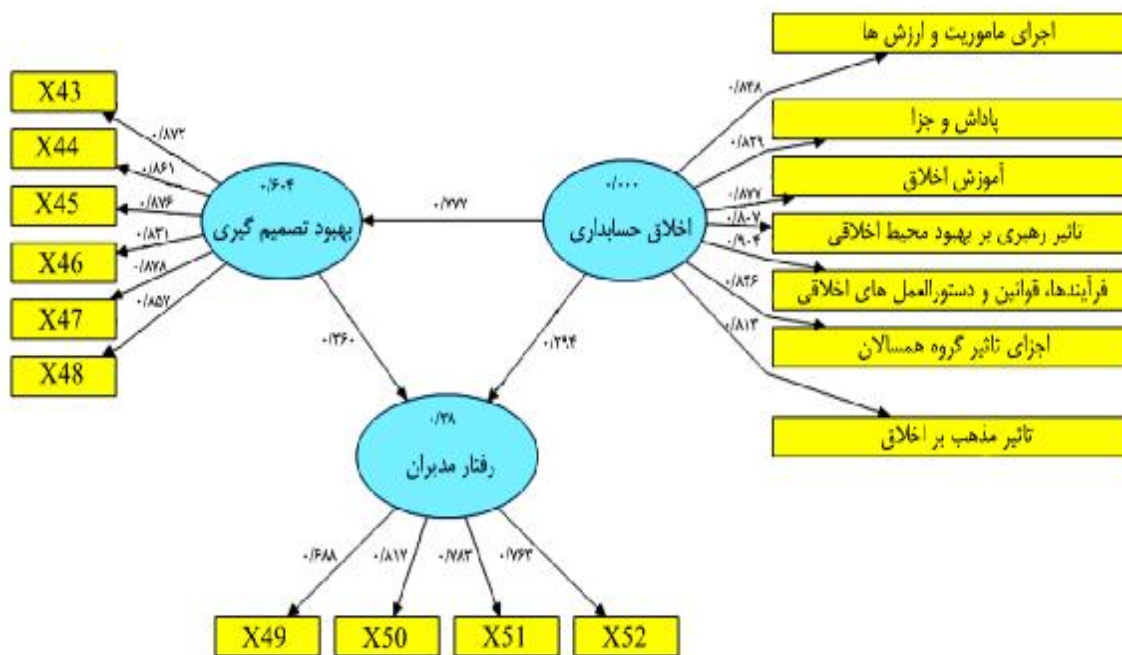 اجرای ماموریت و ارزش ها
پاداش و جزا
آموزش اخلاق
تاثیر رهبری بر بهبود محیط اخلاقی
فرآیندها، قوانین و دستورالعمل های اخلاقی
اجزای تاثیر گروه همسالان
تاثیر مذهب بر اخلاق
۰/۸۴۸
۰/۸۲۹
۰/۸۷۷
۰/۸۰۷
۰/۹۰۴
۰/۸۴۶
۰/۸۱۳
۰/۰۰۰
اخلاق حسابداری
۰/۷۷۷
۰/۶۰۴
بهبود تصمیم گیری
X43
X44
X45
X46
X47
X48
۰/۸۷۲
۰/۸۶۱
۰/۸۷۶
۰/۸۳۱
۰/۸۷۸
۰/۸۵۷
۰/۳۶۰
۰/۲۹۴
۰/۳۸
رفتار مدیران
۰/۶۸۸
۰/۸۱۷
۰/۷۸۳
۰/۷۶۳
X49
X50
X51
X52